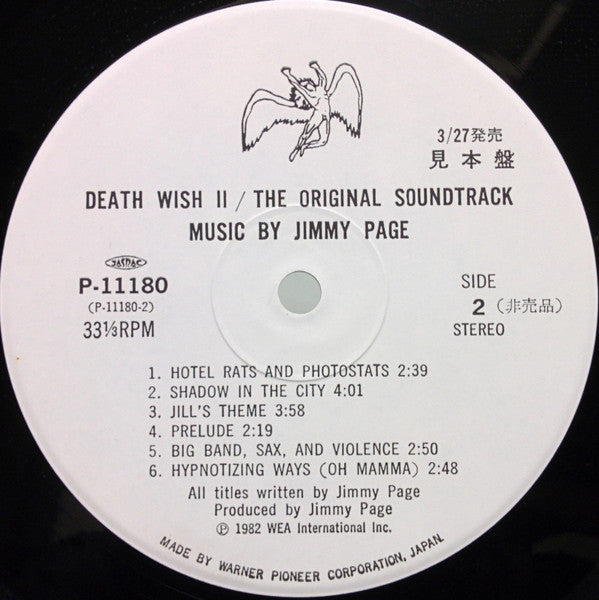 3/27発売
見本盤
DEATH WISH II / THE ORIGINAL SOUNDTRACK
MUSIC BY JIMMY PAGE
JASRAC
P-11180
(P-11180-2)
33⅓RPM
SIDE
2 (非売品)
STEREO
1. HOTEL RATS AND PHOTOSTATS 2:39
2. SHADOW IN THE CITY 4:01
3. JILL'S THEME 3:58
4. PRELUDE 2:19
5. BIG BAND, SAX, AND VIOLENCE 2:50
6. HYPNOTIZING WAYS (OH MAMMA) 2:48
All titles written by Jimmy Page
Produced by Jimmy Page
℗ 1982 WEA International Inc.
MADE BY WARNER PIONEER CORPORATION, JAPAN.